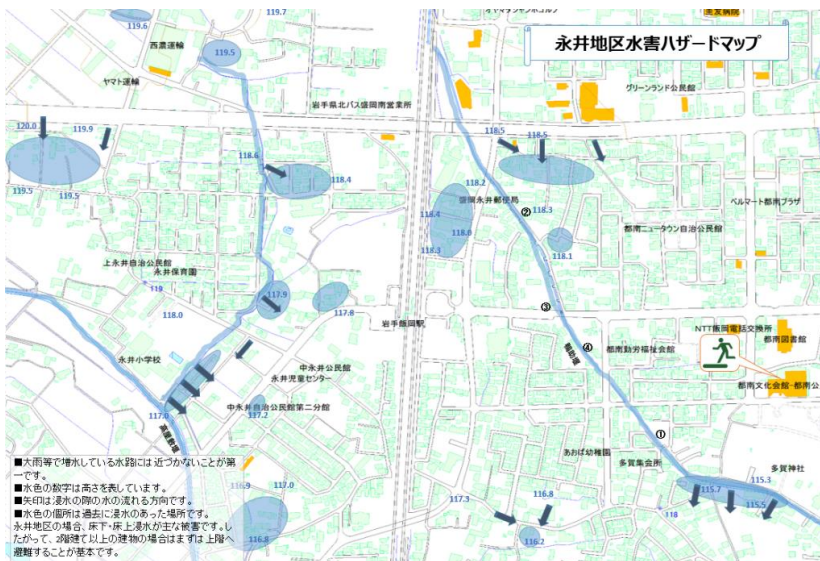 永井地区水害ハザードマップ
119.6
119.7
西濃運輸
119.5
ヤマト運輸
グリーンランド公民館
岩手県北バス盛岡南営業所
120.0
119.9
118.5
118.5
118.6
118.4
119.5
119.5
118.2
盛岡永井郵便局
118.4
118.3
②
118.0
118.3
ベルマート都南プラザ
都南ニュータウン自治公民館
118.1
上永井自治公民館
永井保育園
119
117.9
117.8
118.0
③
岩手飯岡駅
NTT飯岡電話交換所
都南図書館
④
都南勤労福祉会館
永井小学校
中永井公民館
永井児童センター
都南文化会館・都南公
117.0
中永井自治公民館第二分館
117.2
①
あおば幼稚園
多賀集会所
多賀神社
115.3
115.7
115.5
117.3
116.8
118
116.2
116.9
117.0
116.8
■大雨等で増水している水路には近づかないことが第
一です。
■水色の数字は高さを表しています。
■矢印は浸水の際の水の流れる方向です。
■水色の個所は過去に浸水のあった場所です。
永井地区の場合、床下・床上浸水が主な被害です。し
たがって、2階建て以上の建物の場合はまずは上階へ
避難することが基本です。